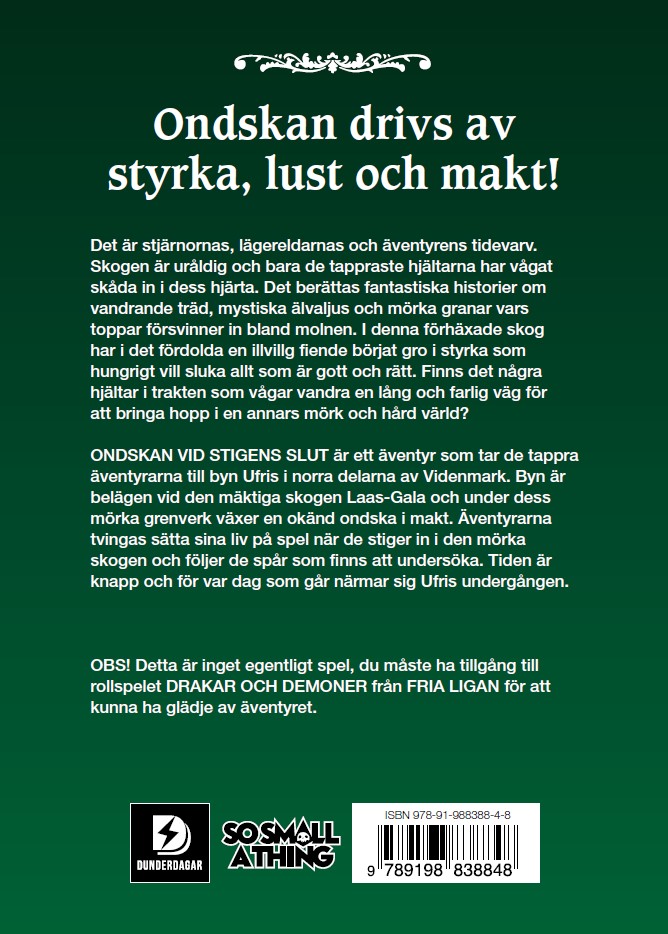 Ondskan drivs av
styrka, lust och makt!
Det är stjärnornas, lägereldarnas och äventyrens tidevarv.
Skogen är uråldig och bara de tappraste hjältarna har vågat
skåda in i dess hjärta. Det berättas fantastiska historier om
vandrande träd, mystiska älvaljus och mörka granar vars
toppar försvinner in bland molnen. I denna förhäxade skog
har i det fördolda en illvillg fiende börjat gro i styrka som
hungrigt vill sluka allt som är gott och rätt. Finns det några
hjältar i trakten som vågar vandra en lång och farlig väg för
att bringa hopp i en annars mörk och hård värld?
ONDSKAN VID STIGENS SLUT är ett äventyr som tar de tappra
äventyrarna till byn Ufris i norra delarna av Videnmark. Byn är
belägen vid den mäktiga skogen Laas-Gala och under dess
mörka grenverk växer en okänd ondska i makt. Äventyrarna
tvingas sätta sina liv på spel när de stiger in i den mörka
skogen och följer de spår som finns att undersöka. Tiden är
knapp och för var dag som går närmar sig Ufris undergången.
OBS! Detta är inget egentligt spel, du måste ha tillgång till
rollspelet DRAKAR OCH DEMONER från FRIA LIGAN för att
kunna ha glädje av äventyret.
DUNDERDAGAR
SO SMALL
A THING
ISBN 978-91-988388-4-8
9 789198 838848